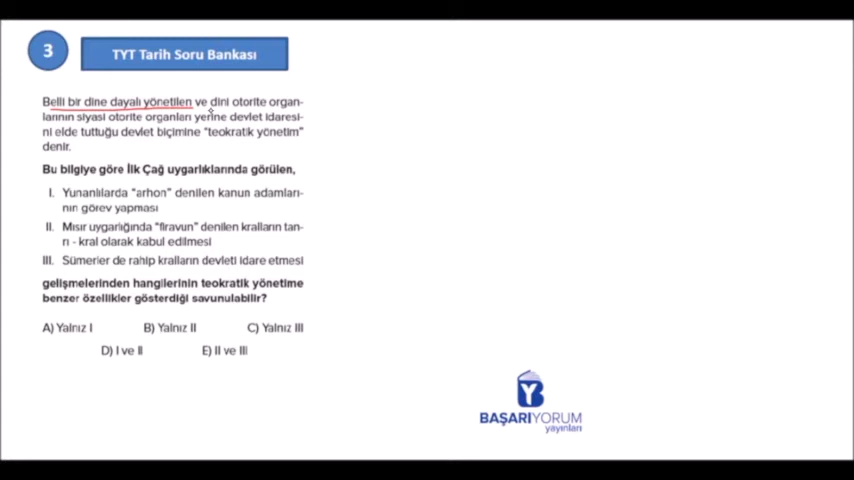 3
TYT Tarih Soru Bankası
Belli bir dine dayalı yönetilen ve dini otorite organ-
larının siyasi otorite organları yerine devlet idaresi-
ni elde tuttuğu devlet biçimine "teokratik yönetim"
denir.
Bu bilgiye göre İlk Çağ uygarlıklarında görülen,
I. Yunanlılarda "arhon" denilen kanun adamları-
nın görev yapması
II. Mısır uygarlığında "firavun" denilen kralların tan-
rı - kral olarak kabul edilmesi
III. Sümerler de rahip kralların devleti idare etmesi
gelişmelerinden hangilerinin teokratik yönetime
benzer özellikler gösterdiği savunulabilir?
A) Yalnız I B) Yalnız II C) Yalnız III
D) I ve II E) II ve III
BAŞARIYORUM
yayınları